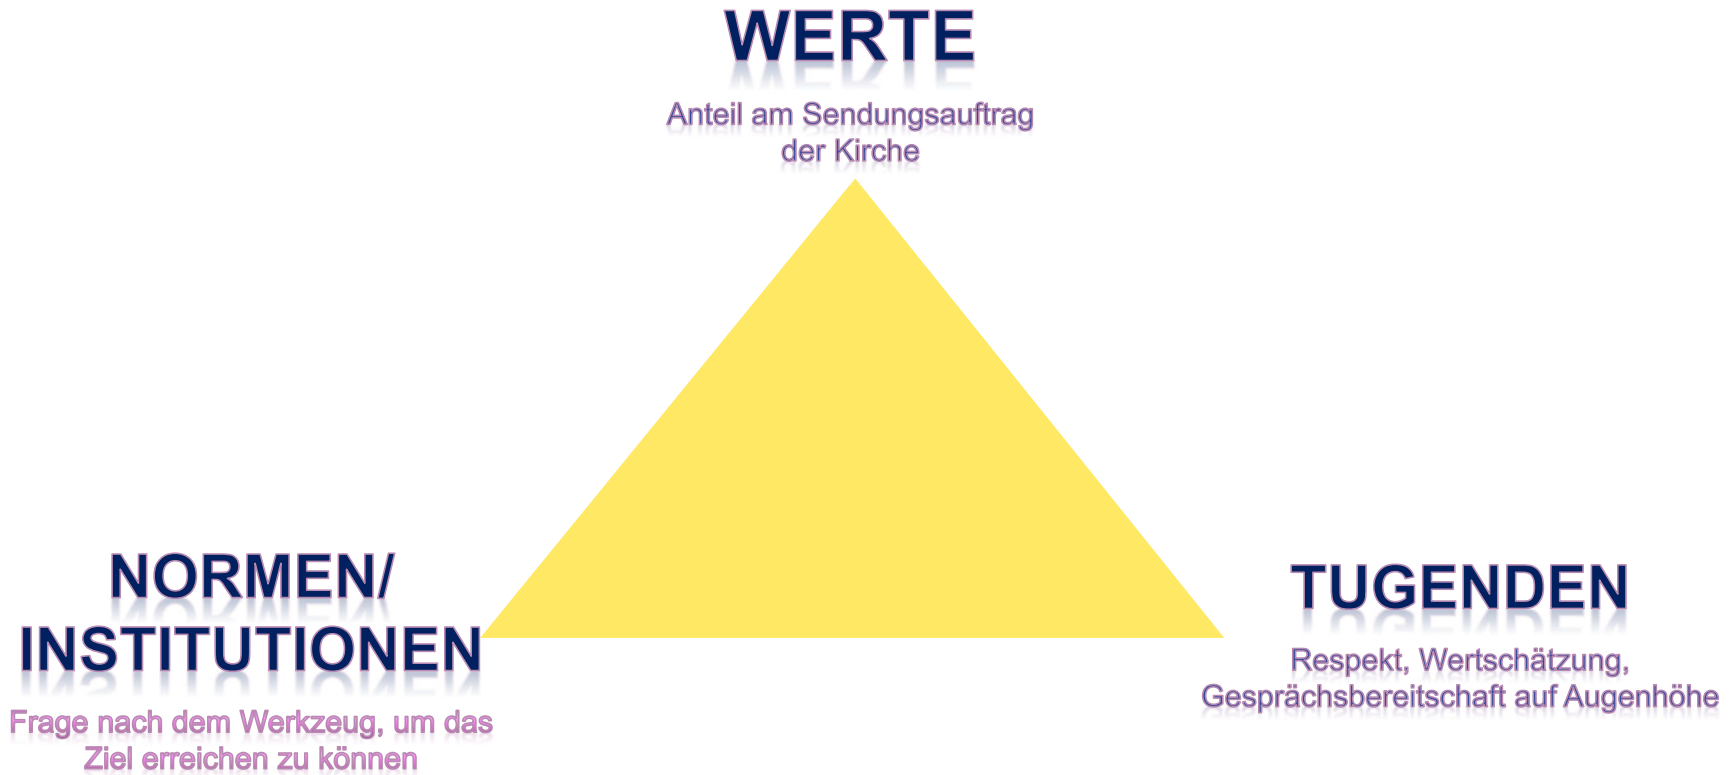 WERTE
Anteil am Sendungsauftrag
der Kirche
NORMEN/
INSTITUTIONEN
Frage nach dem Werkzeug, um das
Ziel erreichen zu können
TUGENDEN
Respekt, Wertschätzung,
Gesprächsbereitschaft auf Augenhöhe